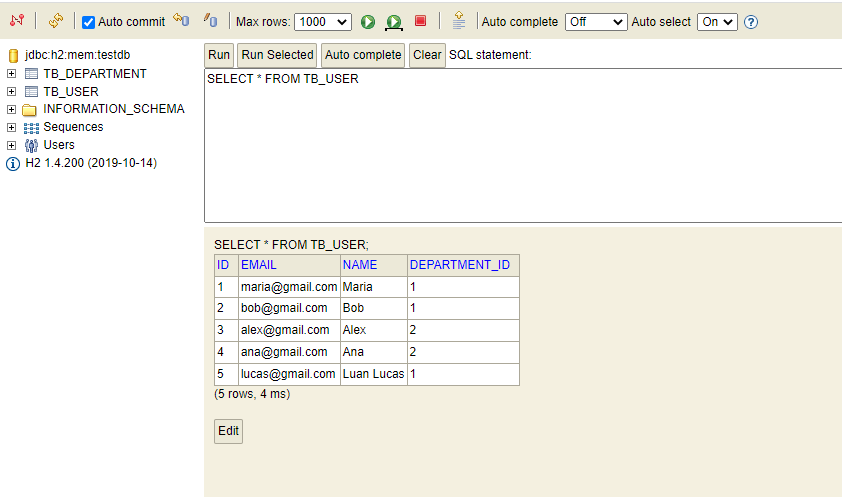 Auto commit Max rows: 1000 Auto complete Off Auto select On
jdbc:h2:mem:testdb
TB_DEPARTMENT
TB_USER
INFORMATION_SCHEMA
Sequences
Users
H2 1.4.200 (2019-10-14)
Run Run Selected Auto complete Clear SQL statement:
SELECT * FROM TB_USER
SELECT * FROM TB_USER;
ID EMAIL NAME DEPARTMENT_ID
1 maria@gmail.com Maria 1
2 bob@gmail.com Bob 1
3 alex@gmail.com Alex 2
4 ana@gmail.com Ana 2
5 lucas@gmail.com Luan Lucas 1
(5 rows, 4 ms)
Edit